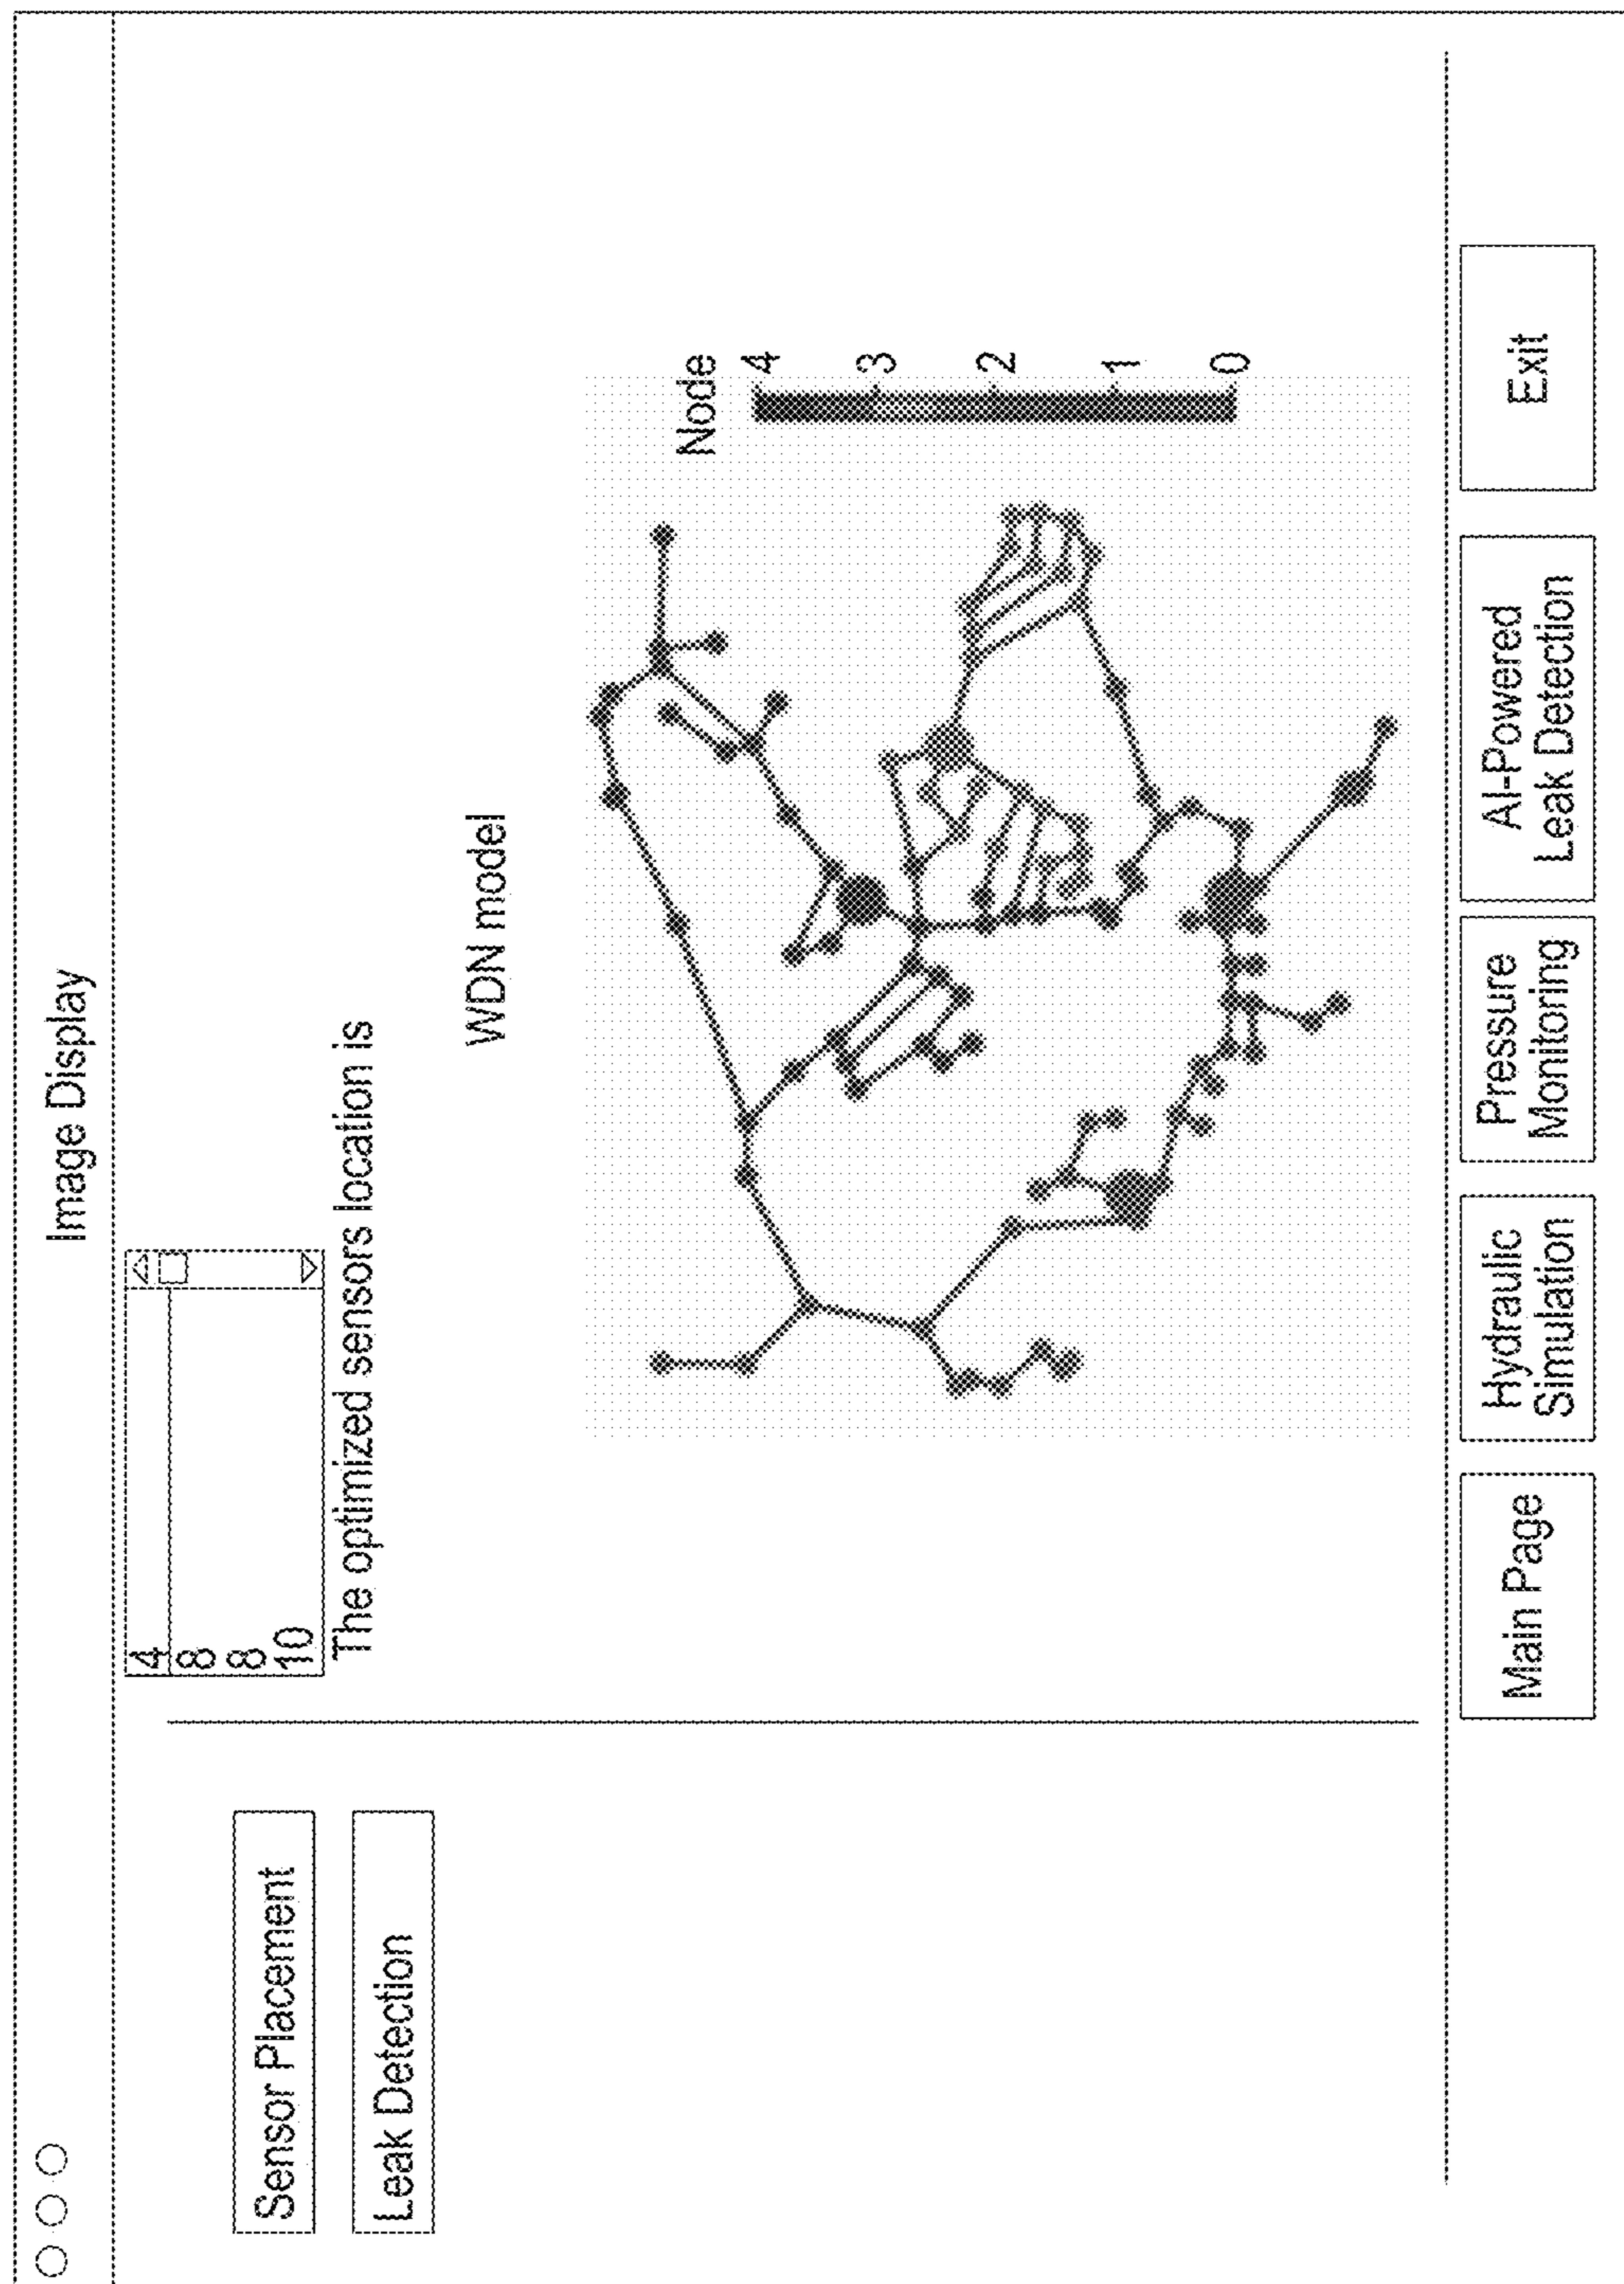 Image Display
Sensor Placement
Leak Detection
4
8
8
10
The optimized sensors location is
WDN model
Node
4
3
2
1
0
Main Page
Hydraulic
Simulation
Pressure
Monitoring
AI-Powered
Leak Detection
Exit